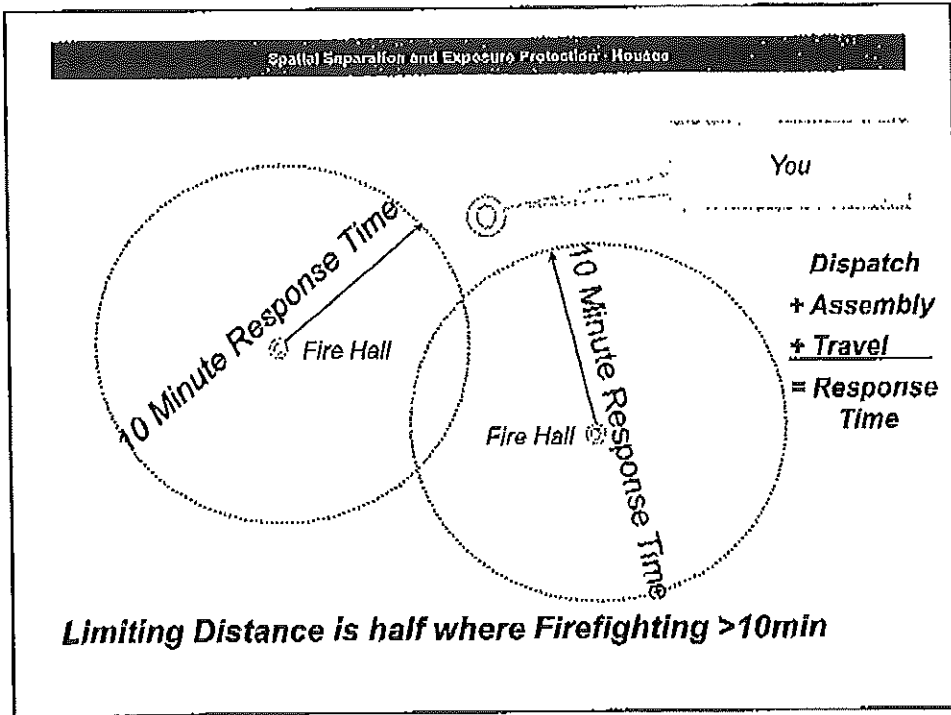 Spatial Separation and Exposure Protection - Houses
You
10 Minute Response Time
Fire Hall
10 Minute Response Time
Fire Hall
Dispatch
+ Assembly
+ Travel
= Response
Time
Limiting Distance is half where Firefighting >10min